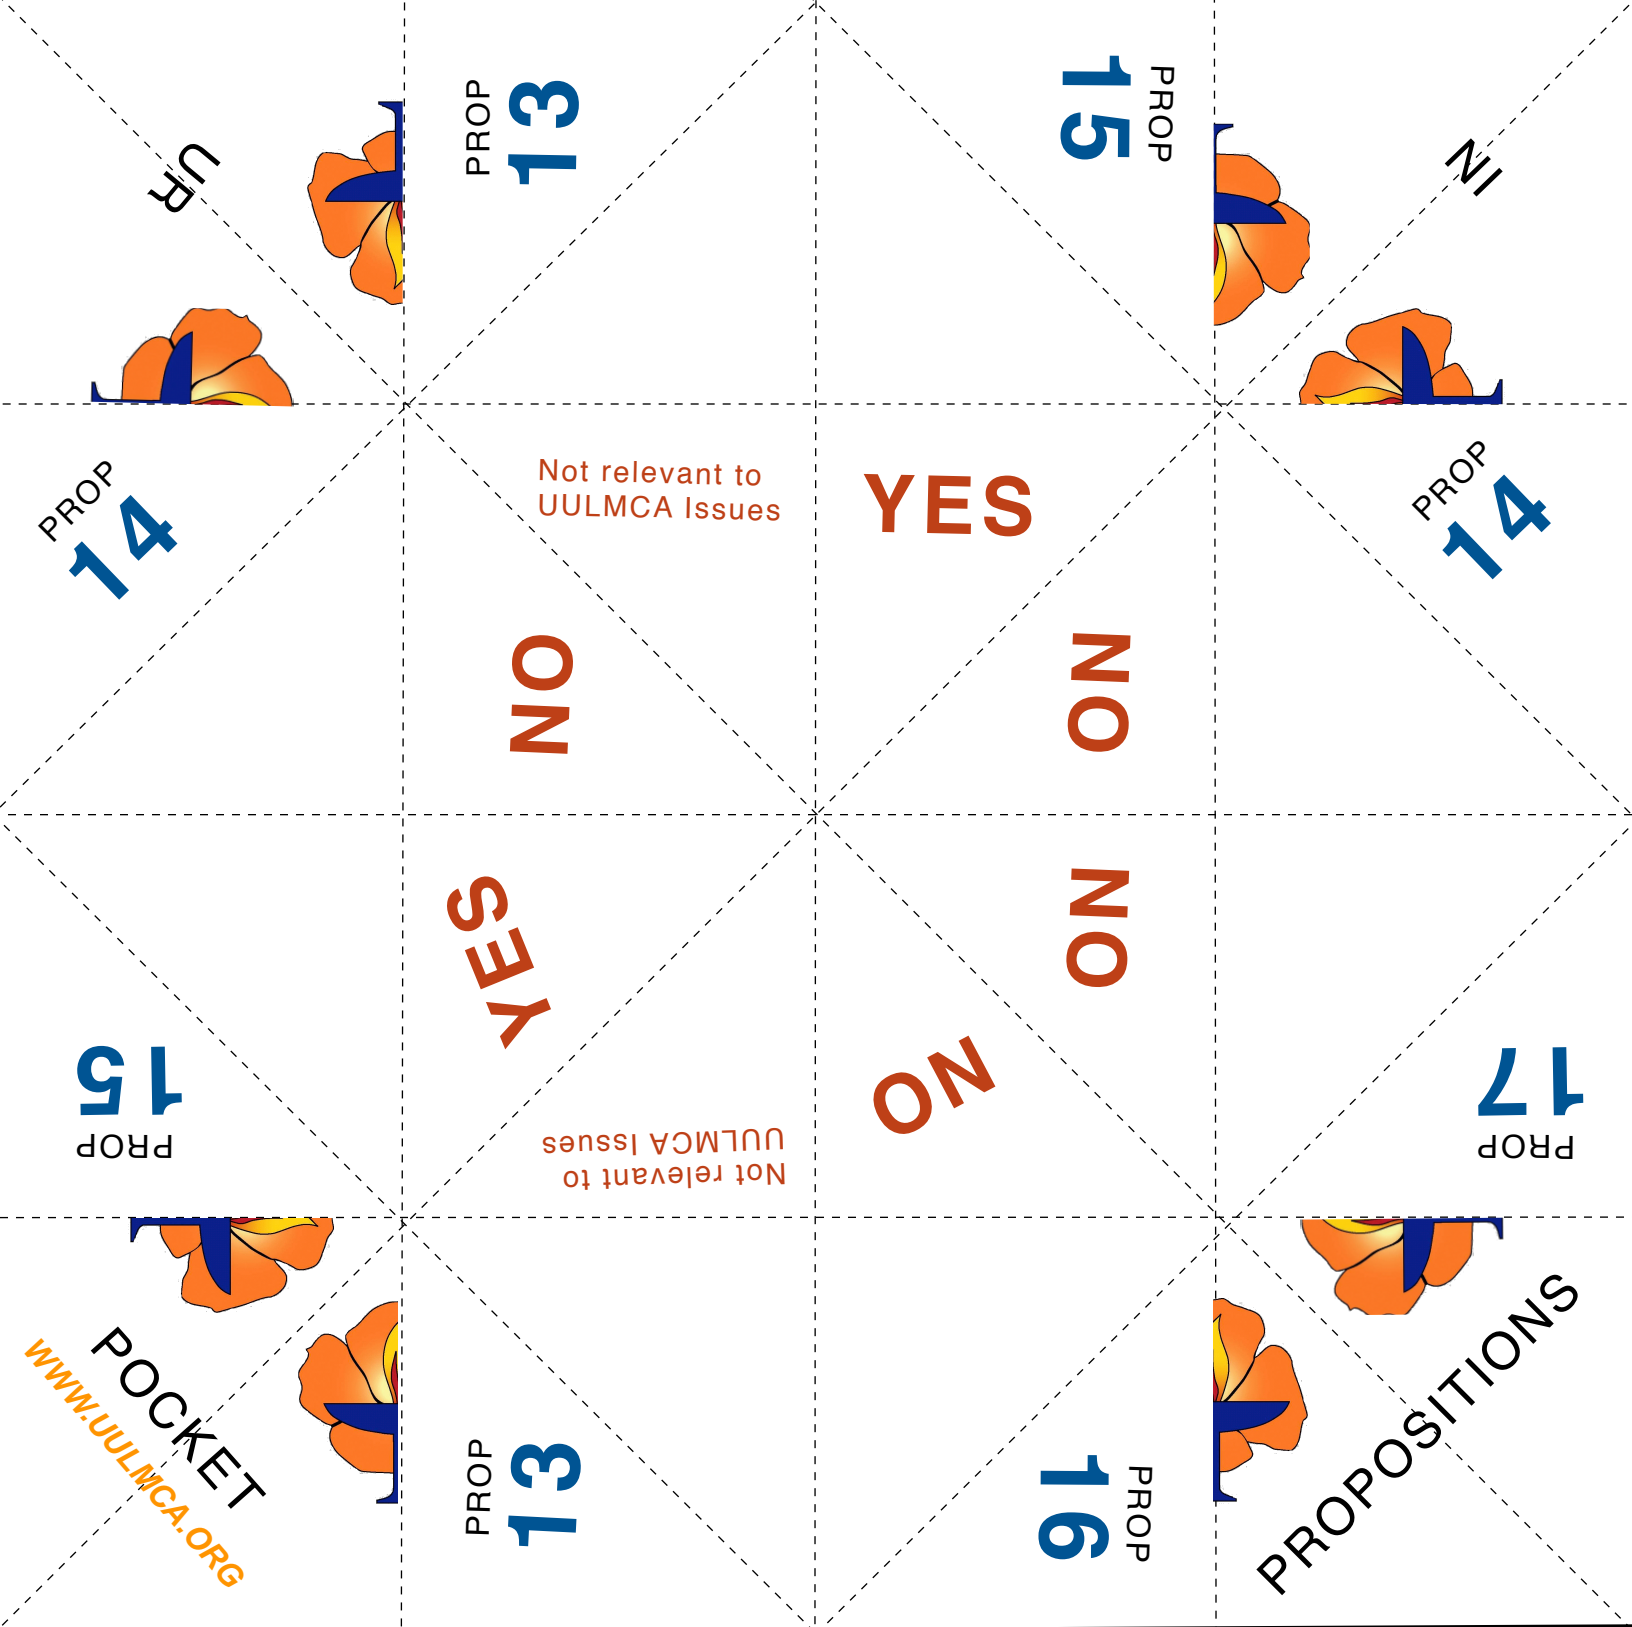 UR
PROP
13
PROP
15
IN
PROP
14
Not relevant to
UULMCA Issues
YES
PROP
14
NO
NO
YES
NO
PROP
15
NO
PROP
17
Not relevant to
UULMCA Issues
POCKET
WWW.UULMCA.ORG
PROP
13
PROP
16
PROPOSITIONS